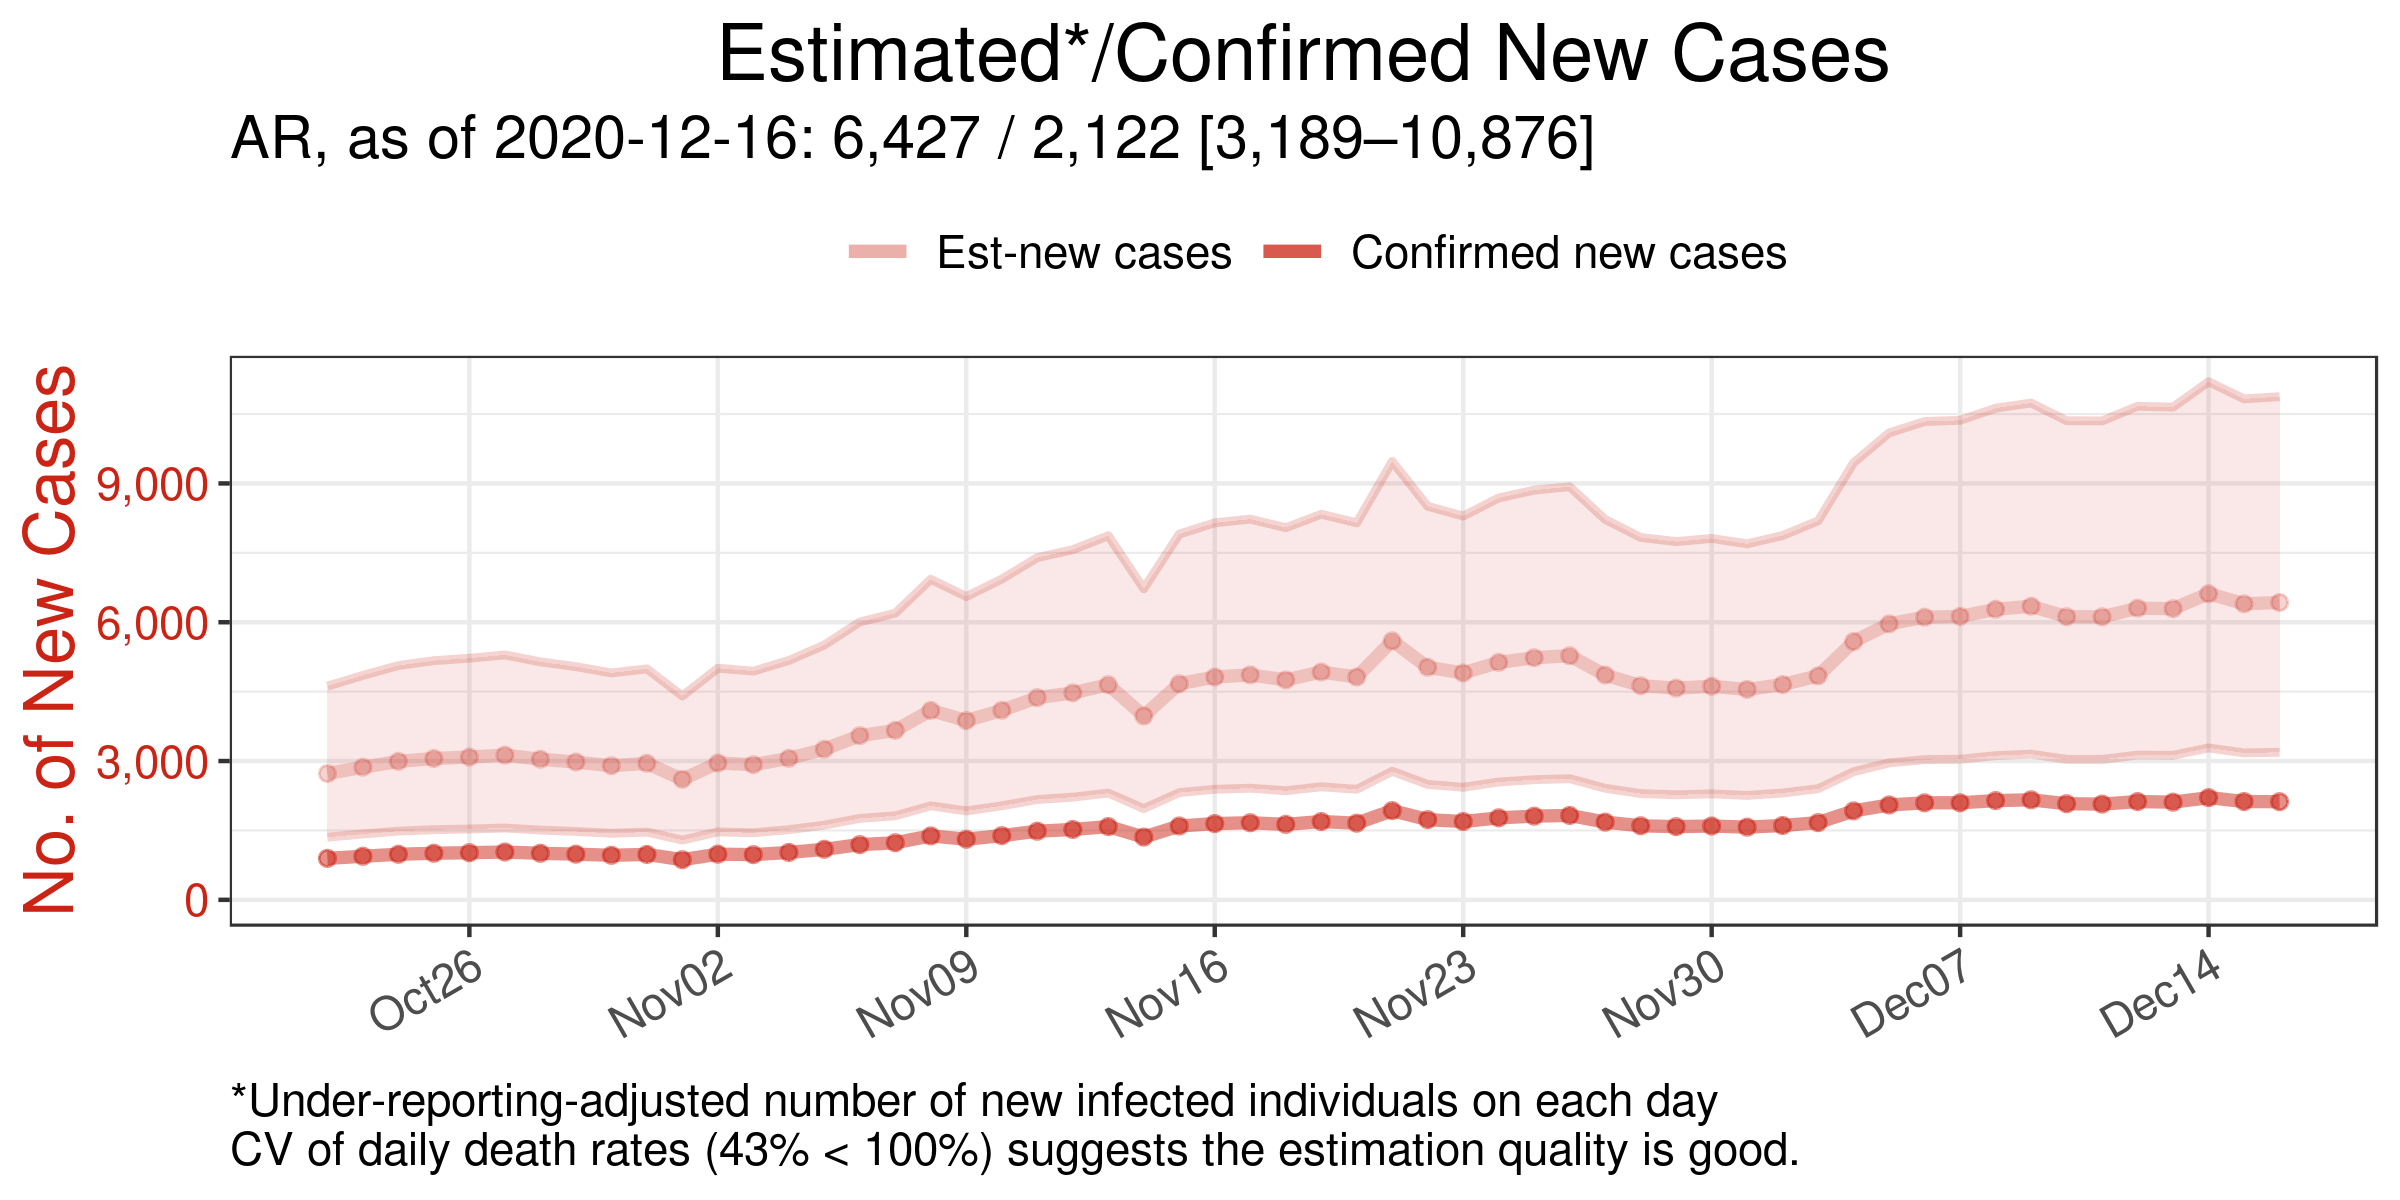 Estimated*/Confirmed New Cases
AR, as of 2020-12-16: 6,427 / 2,122 [3,189–10,876]
Est-new cases
Confirmed new cases
No. of New Cases
9,000
6,000
3,000
0
Oct26
Nov02
Nov09
Nov16
Nov23
Nov30
Dec07
Dec14
*Under-reporting-adjusted number of new infected individuals on each day
CV of daily death rates (43% < 100%) suggests the estimation quality is good.